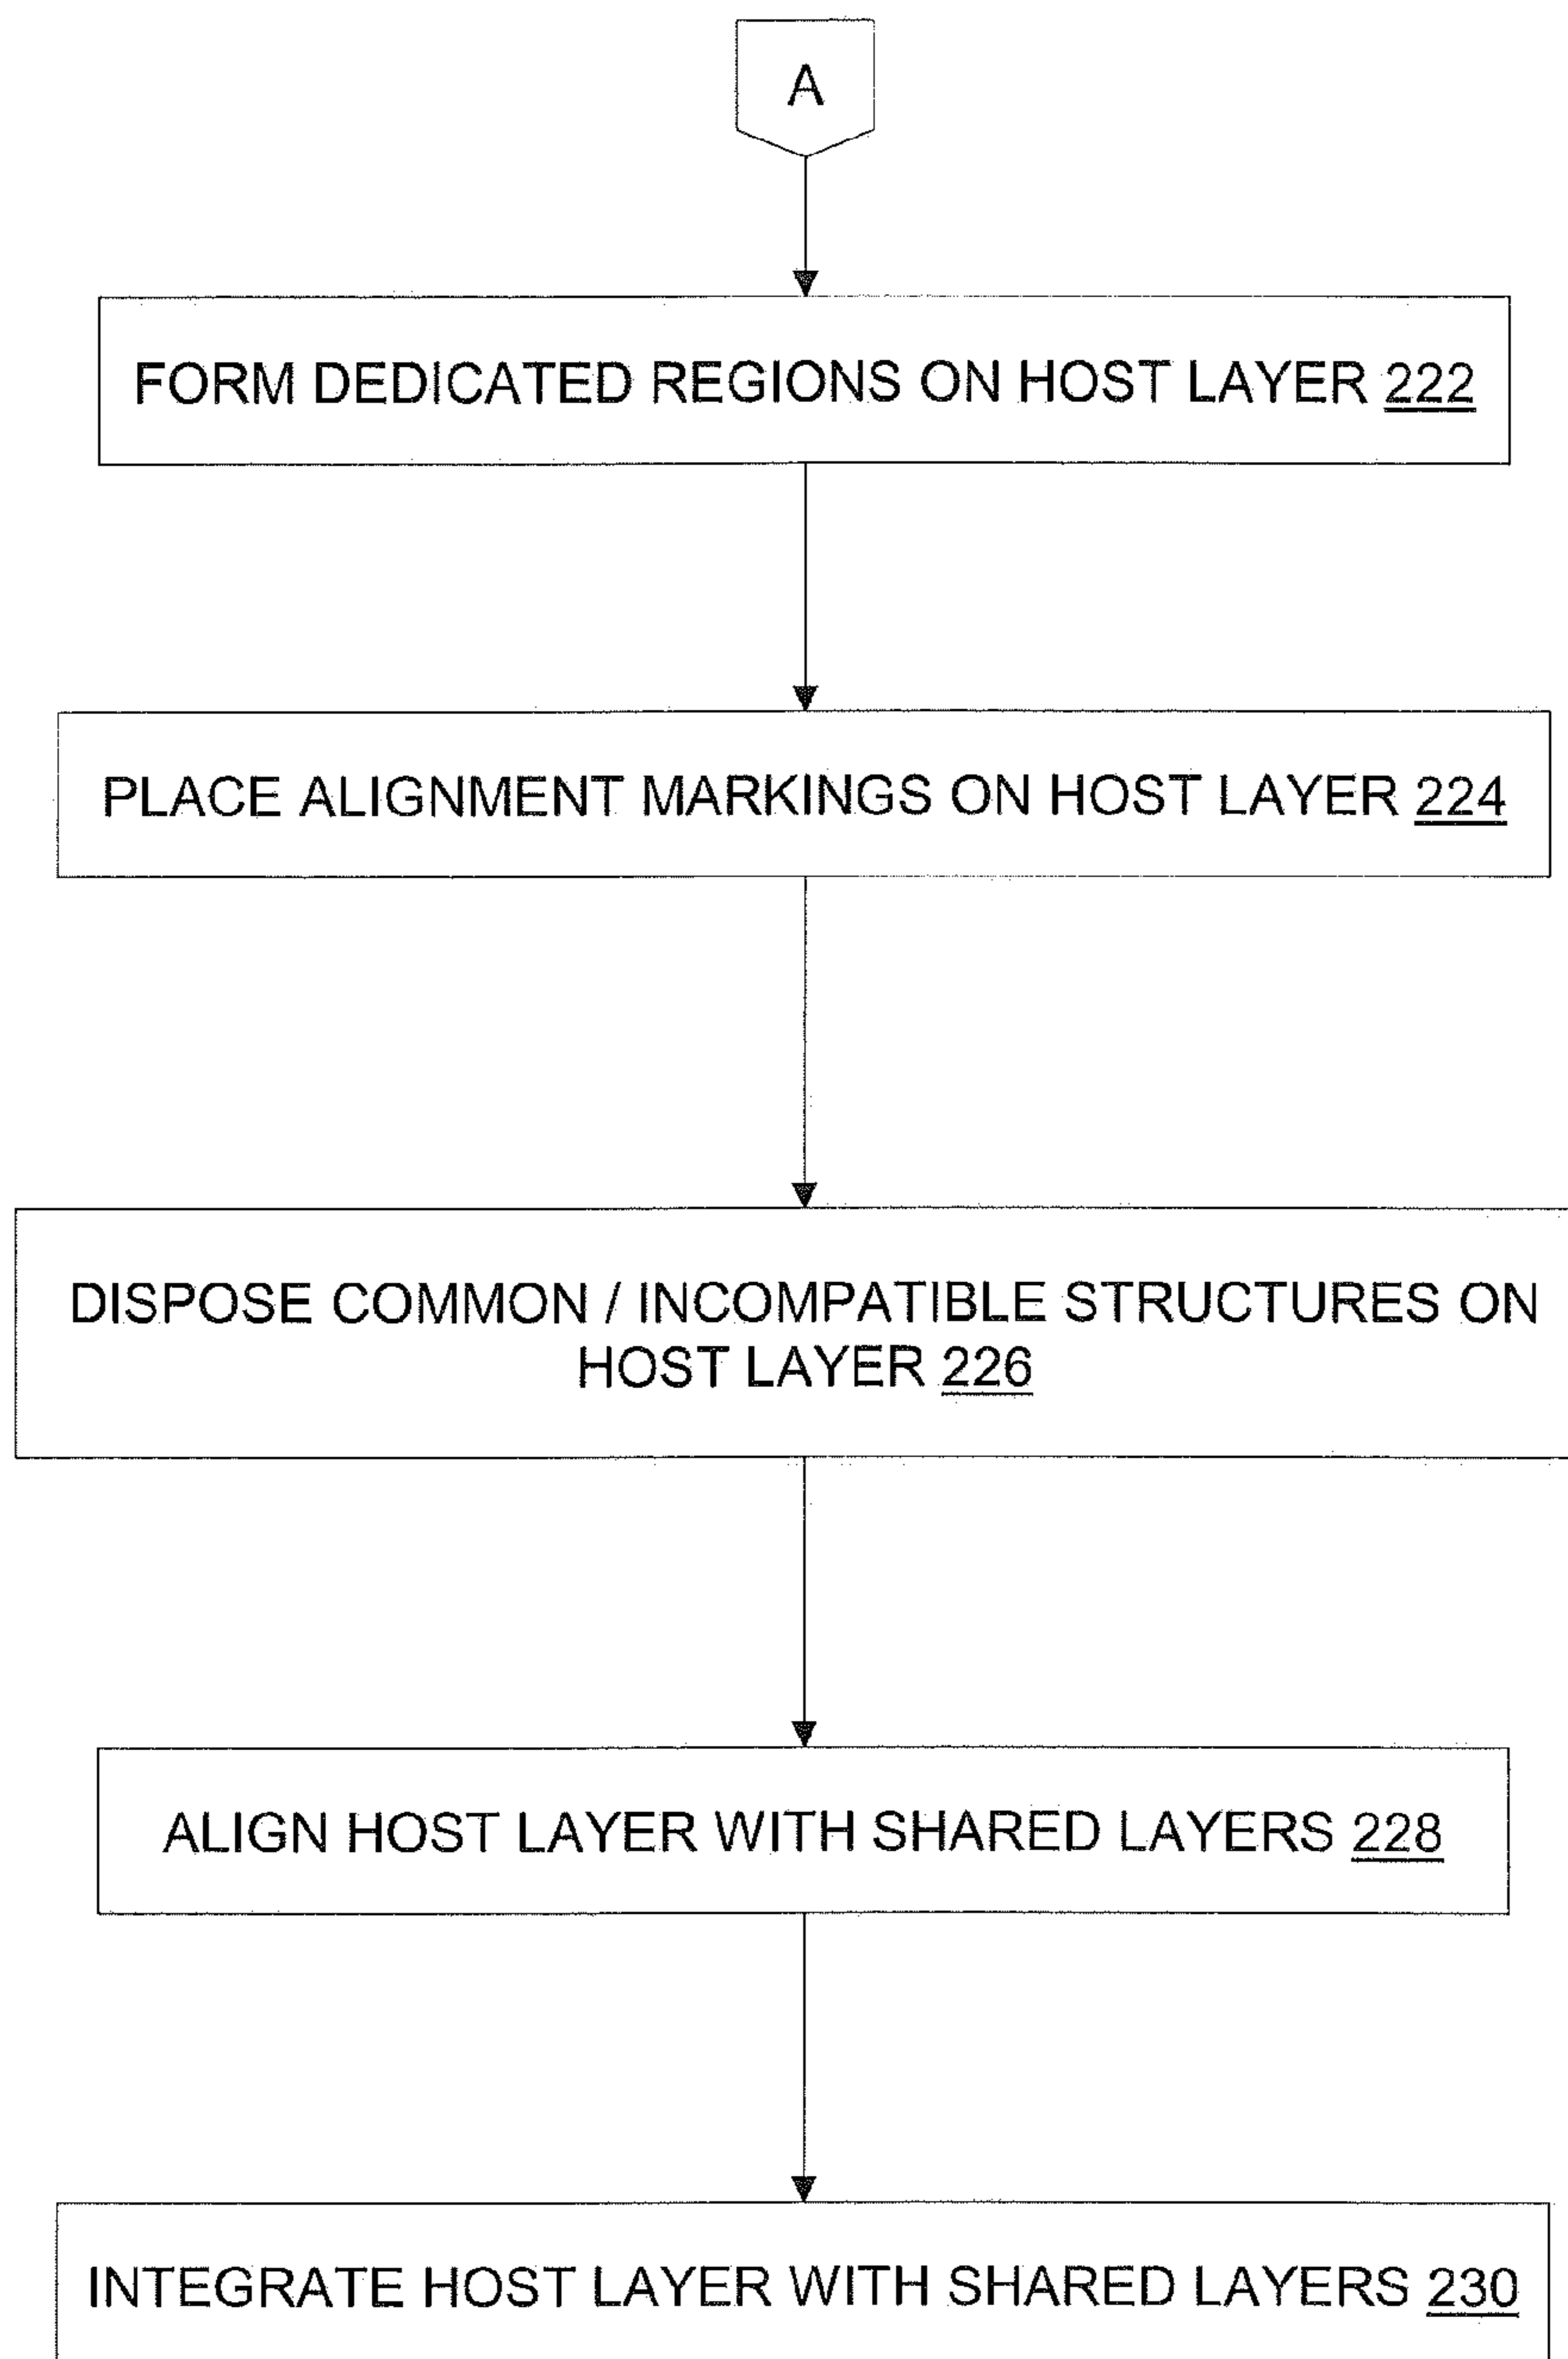 A
FORM DEDICATED REGIONS ON HOST LAYER 222
PLACE ALIGNMENT MARKINGS ON HOST LAYER 224
DISPOSE COMMON / INCOMPATIBLE STRUCTURES ON
HOST LAYER 226
ALIGN HOST LAYER WITH SHARED LAYERS 228
INTEGRATE HOST LAYER WITH SHARED LAYERS 230